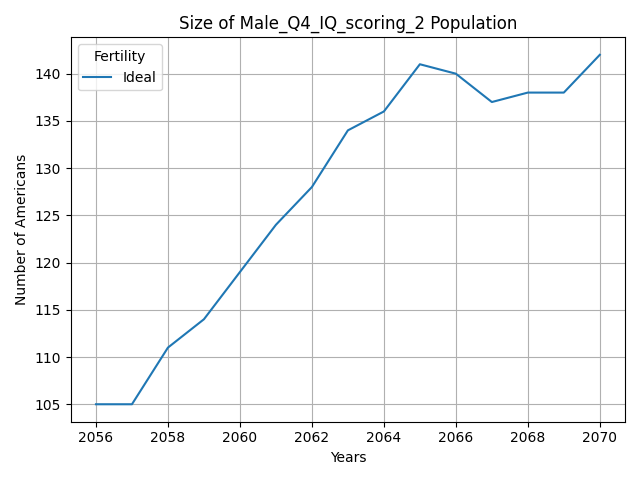 Size of Male_Q4_IQ_scoring_2 Population
Fertility
Ideal
Number of Americans
140
135
130
125
120
115
110
105
2056 2058 2060 2062 2064 2066 2068 2070
Years